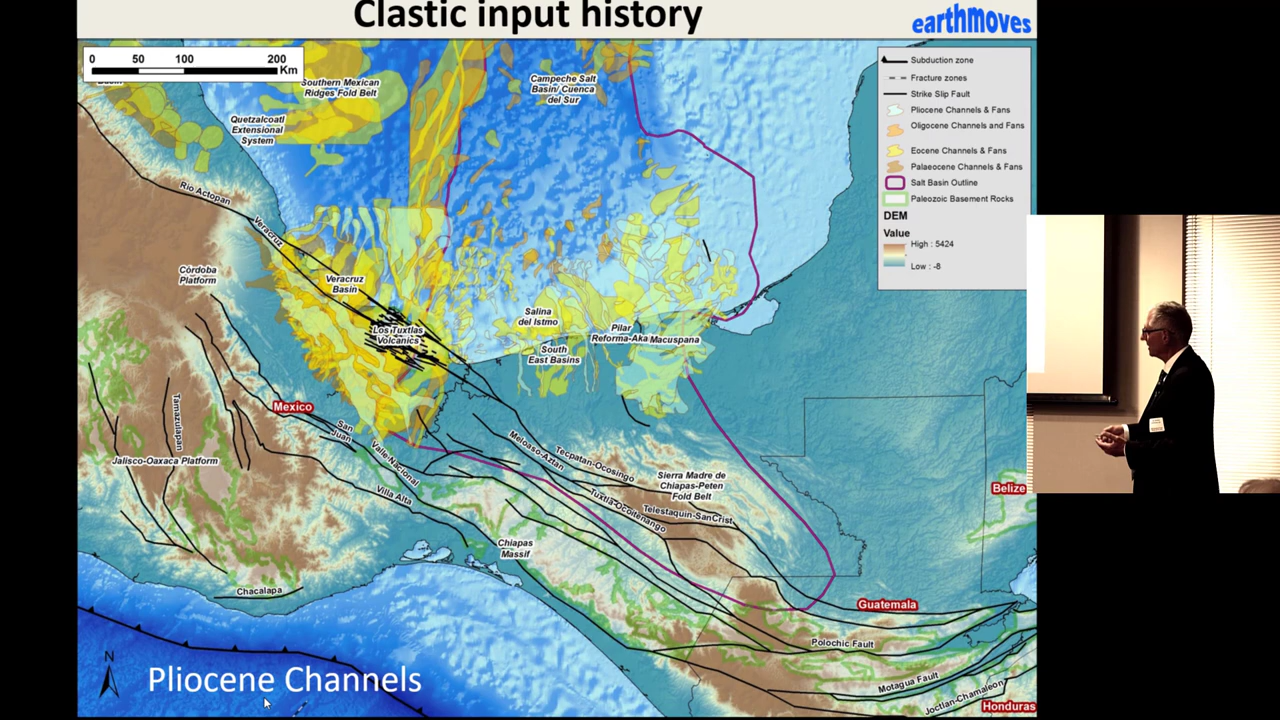 Clastic input history
earthmoves
0 50 100 200
Km
Southern Mexican
Ridges Fold Belt
Campeche Salt
Basin/ Cuenca
del Sur
Quetzalcoatl
Extensional
System
Rio Actopan
Veracruz
Córdoba
Platform
Veracruz
Basin
Los Tuxtlas
Volcanics
Salina
del Istmo
Pilar
Reforma-Aka
Macuspana
South
East Basins
Mexico
San
Juan
Tamazulapan
Jalisco-Oaxaca Platform
Valle Nacional
Villa Alta
Meloaso-Aztan
Tecpatan-Ocosingo
Tuxtla-Ocoitenango
Telestaquin-SanCrist
Sierra Madre de
Chiapas-Peten
Fold Belt
Chiapas
Massif
Chacalapa
Belize
Guatemala
Polochic Fault
Motagua Fault
Joctlan-Chamaleon
Honduras
N
Pliocene Channels
Subduction zone
Fracture zones
Strike Slip Fault
Pliocene Channels & Fans
Oligocene Channels and Fans
Eocene Channels & Fans
Palaeocene Channels & Fans
Salt Basin Outline
Paleozoic Basement Rocks
DEM
Value
High : 5424
Low : -8